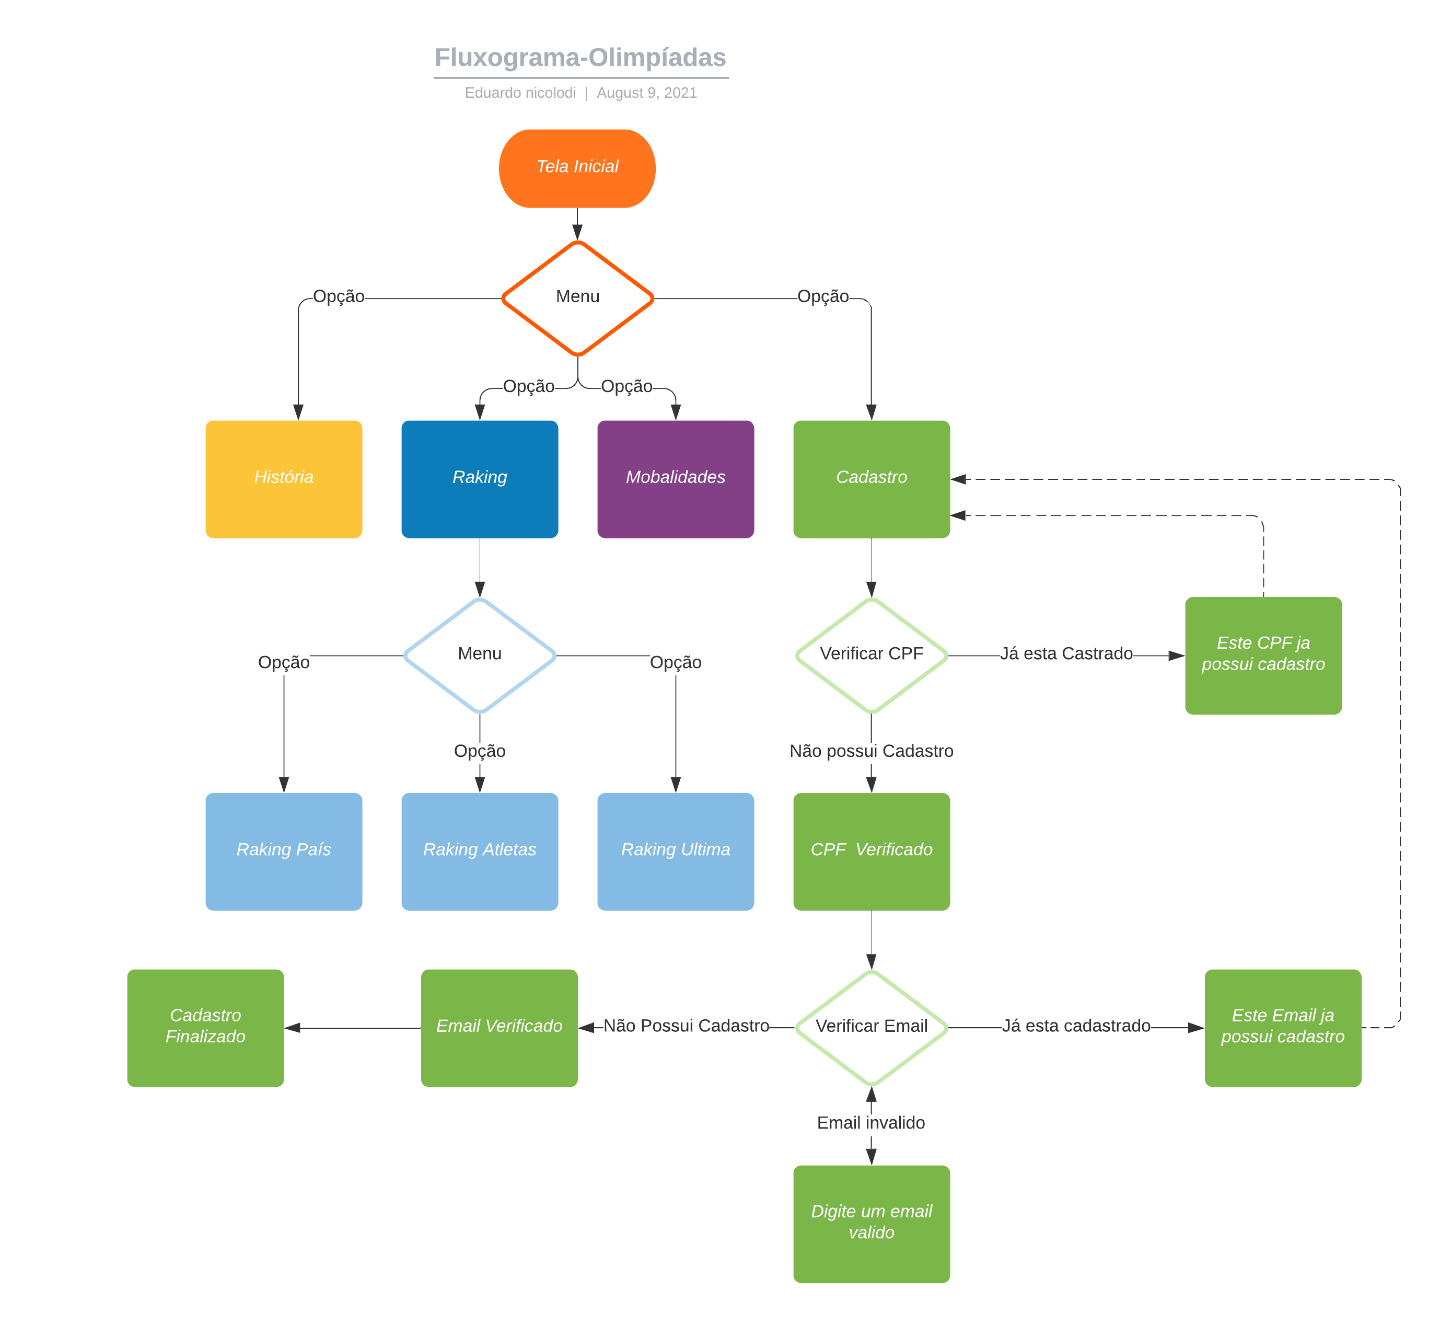 Fluxograma-Olimpíadas
Eduardo nicolodi | August 9, 2021
Tela Inicial
Menu
Opção
Opção
Opção
Opção
História
Raking
Mobalidades
Cadastro
Menu
Verificar CPF
Já esta Castrado
Este CPF ja
possui cadastro
Opção
Opção
Opção
Não possui Cadastro
Raking País
Raking Atletas
Raking Ultima
CPF  Verificado
Cadastro
Finalizado
Email Verificado
Não Possui Cadastro
Verificar Email
Já esta cadastrado
Este Email ja
possui cadastro
Email invalido
Digite um email
valido